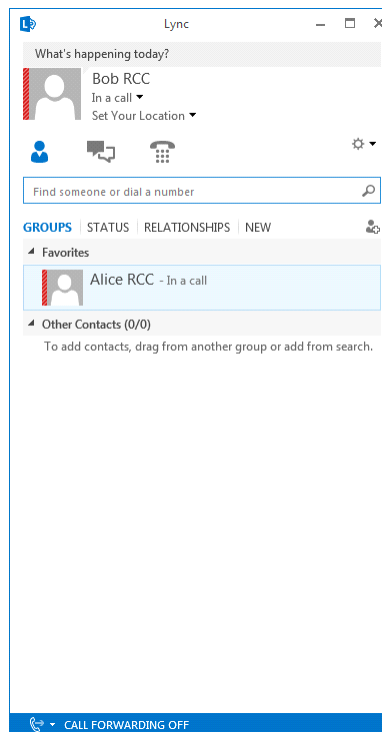 Lync
What's happening today?
Bob RCC
In a call
Set Your Location
Find someone or dial a number
GROUPS STATUS RELATIONSHIPS NEW
Favorites
Alice RCC - In a call
Other Contacts (0/0)
To add contacts, drag from another group or add from search.
CALL FORWARDING OFF